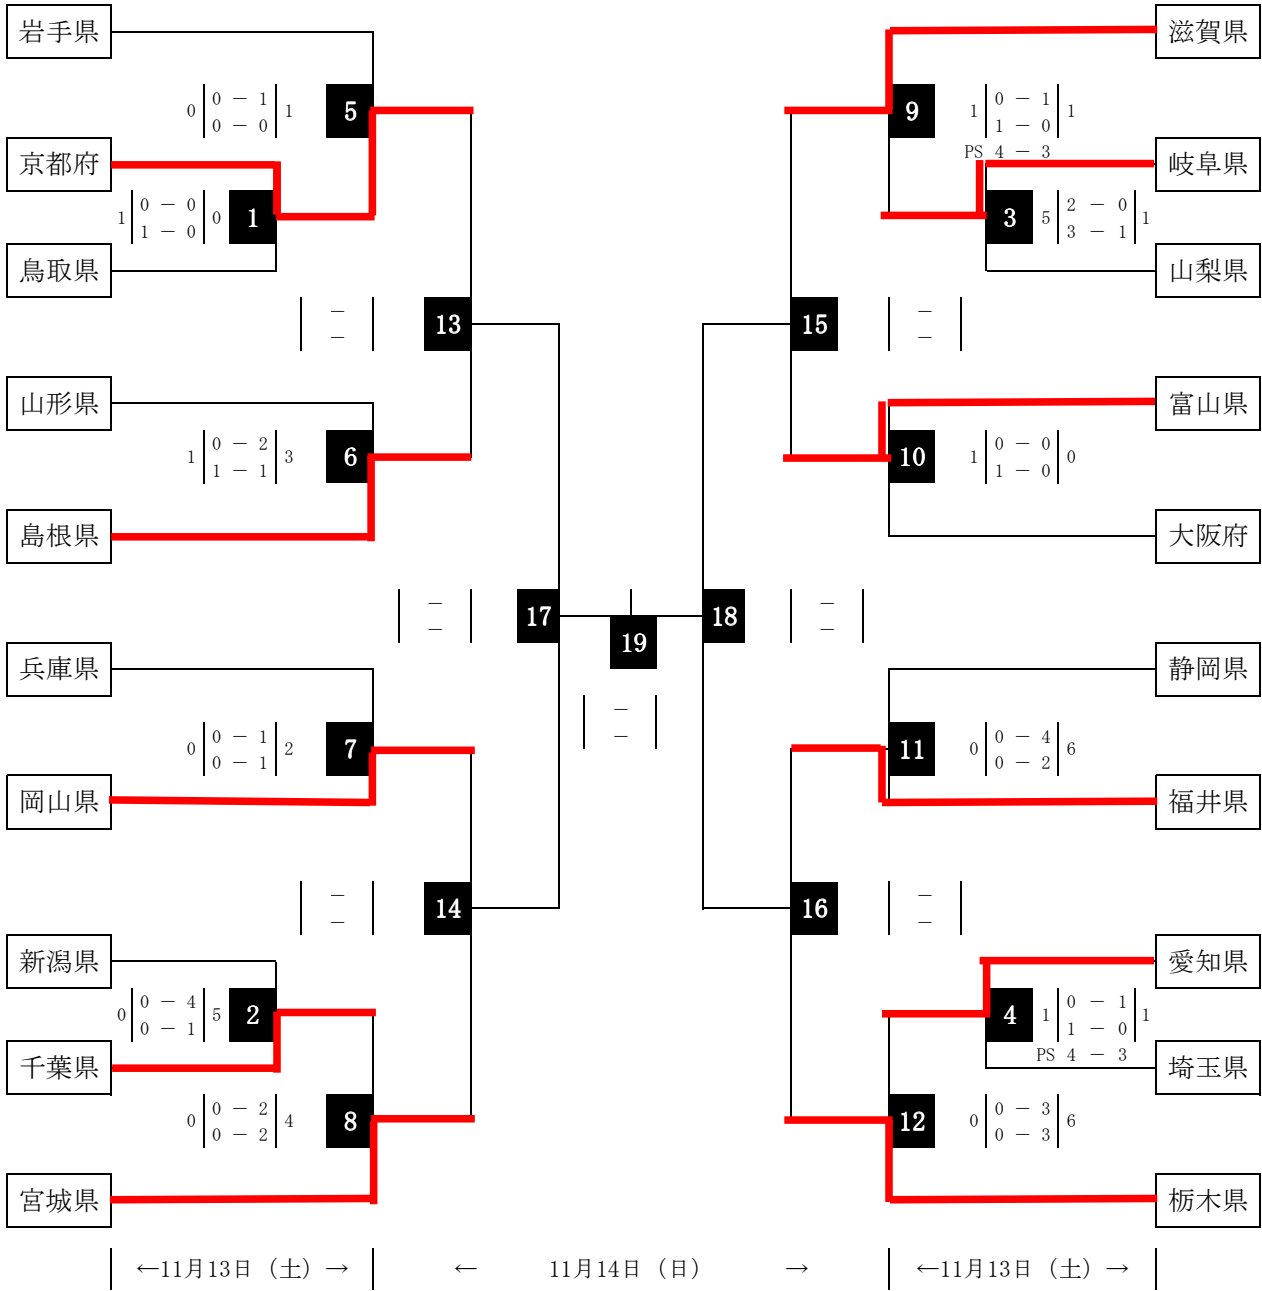 岩手県
0 0 － 1 1
0 － 0
5
京都府
1 0 － 0 0
1 － 0
1
鳥取県
－
－
13
山形県
1 0 － 2 3
1 － 1
6
島根県
－
－
17
兵庫県
0 0 － 1 2
0 － 1
7
岡山県
－
－
14
新潟県
0 0 － 4 5
0 － 1
2
千葉県
0 0 － 2 4
0 － 2
8
宮城県
19
－
－
滋賀県
9
1 0 － 1 1
1 － 0
PS 4 － 3
岐阜県
3
5 2 － 0 1
3 － 1
山梨県
15
－
－
富山県
10
1 0 － 0 0
1 － 0
大阪府
18
－
－
静岡県
11
0 0 － 4 6
0 － 2
福井県
16
－
－
愛知県
4
1 0 － 1 1
1 － 0
PS 4 － 3
埼玉県
12
0 0 － 3 6
0 － 3
栃木県
←11月13日（土）→
← 11月14日（日） →
←11月13日（土）→